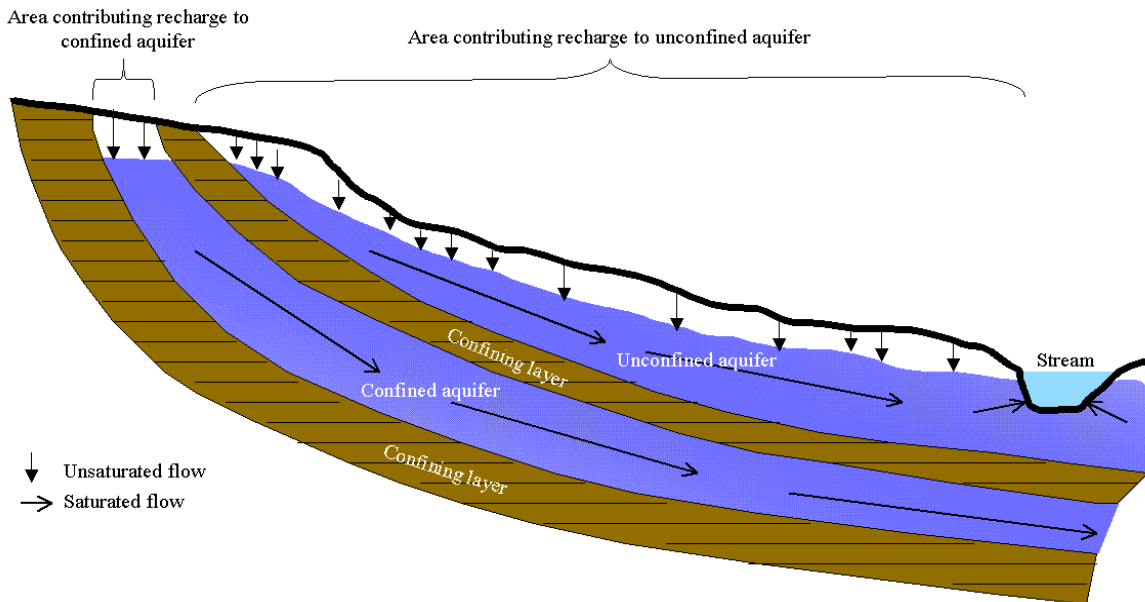 Area contributing recharge to
confined aquifer
Area contributing recharge to unconfined aquifer
Confining layer
Unconfined aquifer
Stream
Confined aquifer
Confining layer
Unsaturated flow
Saturated flow